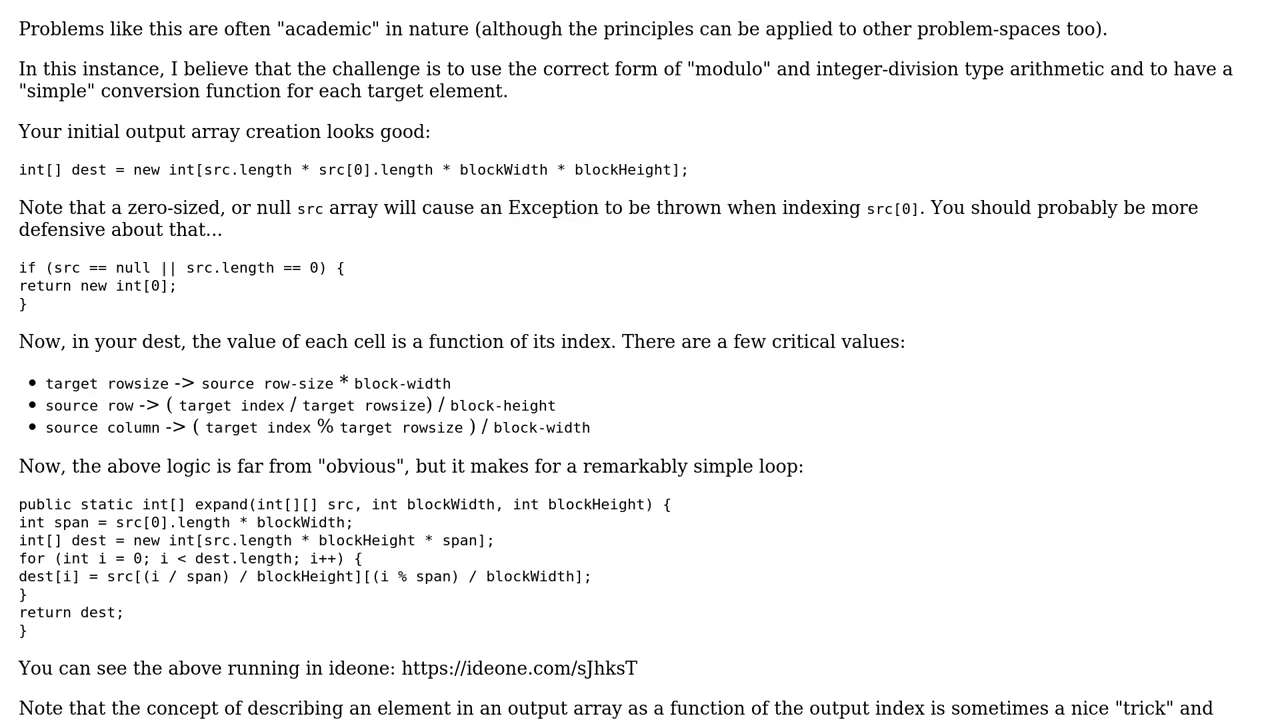 Problems like this are often "academic" in nature (although the principles can be applied to other problem-spaces too).
In this instance, I believe that the challenge is to use the correct form of "modulo" and integer-division type arithmetic and to have a
"simple" conversion function for each target element.
Your initial output array creation looks good:
int[] dest = new int[src.length * src[0].length * blockWidth * blockHeight];
Note that a zero-sized, or null src array will cause an Exception to be thrown when indexing src[0]. You should probably be more
defensive about that...
if (src == null || src.length == 0) {
return new int[0];
}
Now, in your dest, the value of each cell is a function of its index. There are a few critical values:
• target rowsize -> source row-size * block-width
• source row -> ( target index / target rowsize) / block-height
• source column -> ( target index % target rowsize ) / block-width
Now, the above logic is far from "obvious", but it makes for a remarkably simple loop:
public static int[] expand(int[][] src, int blockWidth, int blockHeight) {
int span = src[0].length * blockWidth;
int[] dest = new int[src.length * blockHeight * span];
for (int i = 0; i < dest.length; i++) {
dest[i] = src[(i / span) / blockHeight][(i % span) / blockWidth];
}
return dest;
}
You can see the above running in ideone: https://ideone.com/sJhksT
Note that the concept of describing an element in an output array as a function of the output index is sometimes a nice "trick" and